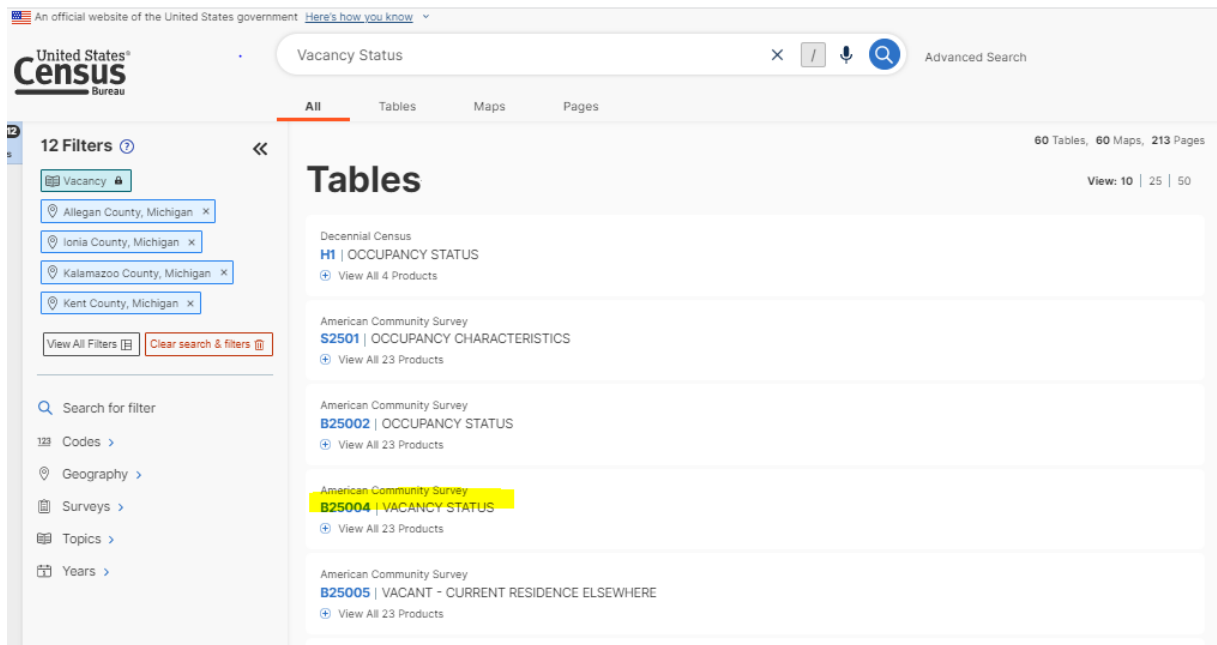 An official website of the United States government Here's how you know
United States®
Census
Bureau
Vacancy Status
/
Advanced Search
All Tables Maps Pages
12
s
12 Filters ?
60 Tables, 60 Maps, 213 Pages
Vacancy
Allegan County, Michigan ×
Ionia County, Michigan ×
Kalamazoo County, Michigan ×
Kent County, Michigan ×
View All Filters
Clear search & filters
Search for filter
123 Codes
Geography
Surveys
Topics
Years
Tables
View: 10 | 25 | 50
Decennial Census
H1 | OCCUPANCY STATUS
View All 4 Products
American Community Survey
S2501 | OCCUPANCY CHARACTERISTICS
View All 23 Products
American Community Survey
B25002 | OCCUPANCY STATUS
View All 23 Products
American Community Survey
B25004 | VACANCY STATUS
View All 23 Products
American Community Survey
B25005 | VACANT - CURRENT RESIDENCE ELSEWHERE
View All 23 Products